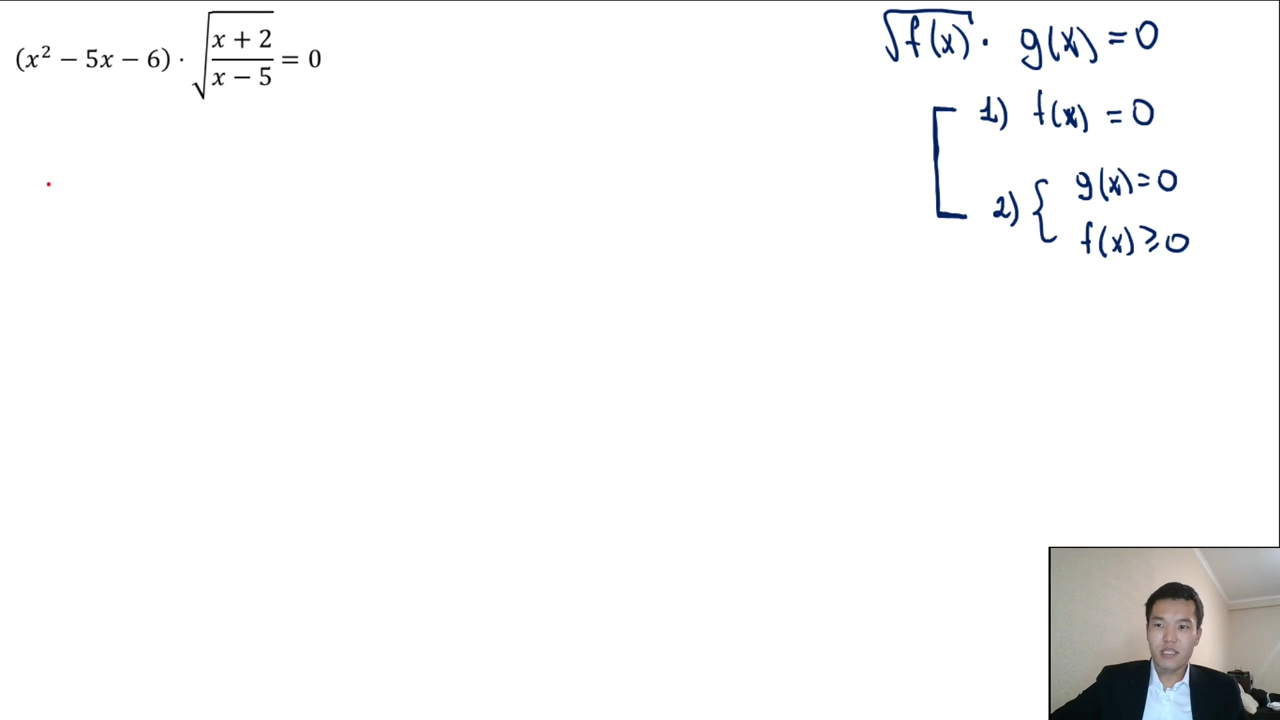 (x² − 5x − 6) · √((x + 2)/(x − 5)) = 0
√f(x) · g(x) = 0
1) f(x) = 0
2) { g(x) = 0
f(x) ⩾ 0